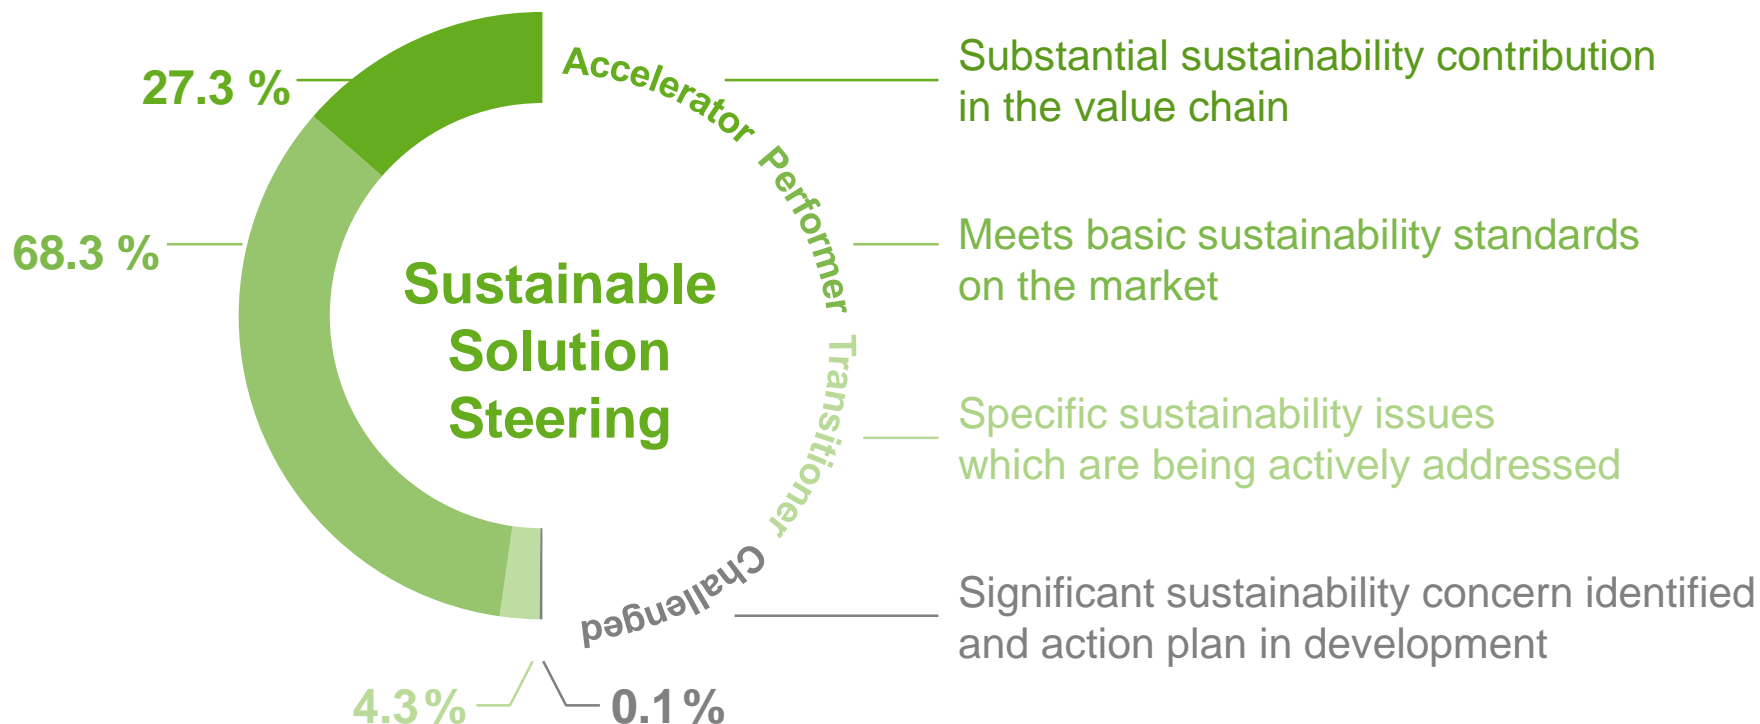 27.3 %
68.3 %
4.3 %
0.1 %
Sustainable
Solution
Steering
Accelerator
Performer
Transitioner
Challenged
Substantial sustainability contribution
in the value chain
Meets basic sustainability standards
on the market
Specific sustainability issues
which are being actively addressed
Significant sustainability concern identified
and action plan in development